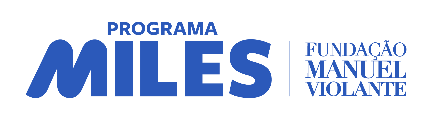 PROGRAMA
MILES
FUNDAÇÃO
MANUEL
VIOLANTE